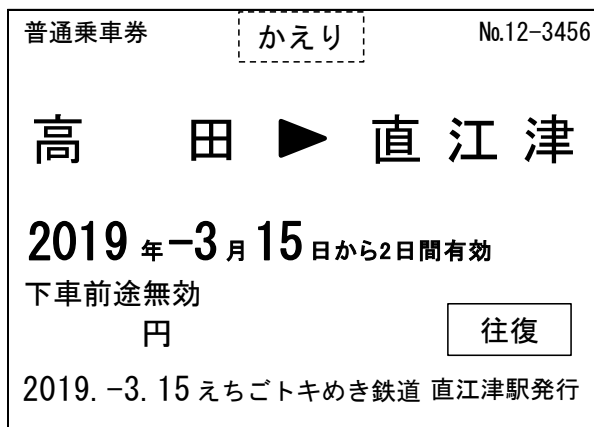 普通乗車券 かえり No.12-3456
高田 ▶ 直江津
2019年-3月15日から2日間有効
下車前途無効
円 往復
2019.-3.15 えちごトキめき鉄道 直江津駅発行